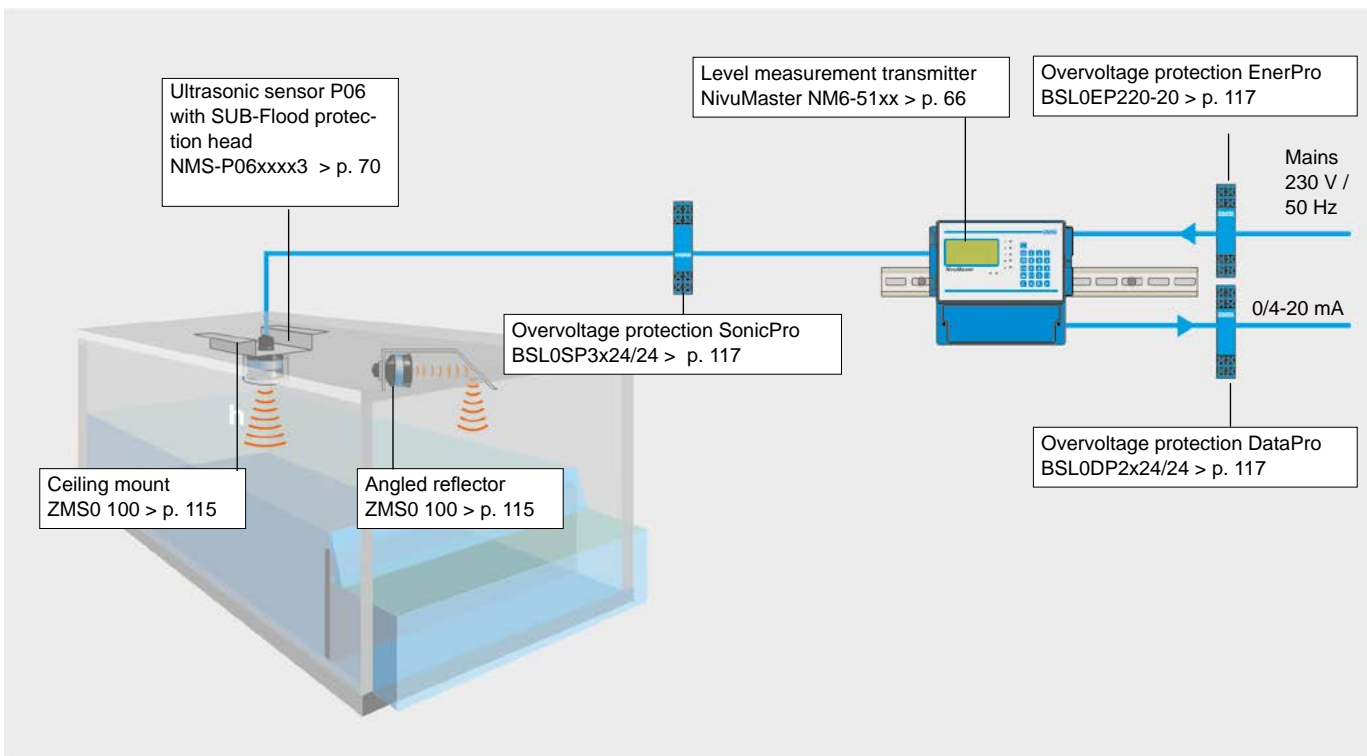 Ultrasonic sensor P06
with SUB-Flood protec-
tion head
NMS-P06xxxx3 > p. 70
Level measurement transmitter
NivuMaster NM6-51xx > p. 66
Overvoltage protection EnerPro
BSL0EP220-20 > p. 117
Mains
230 V /
50 Hz
NivuMaster
0/4-20 mA
Overvoltage protection SonicPro
BSL0SP3x24/24 > p. 117
h
Overvoltage protection DataPro
BSL0DP2x24/24 > p. 117
Ceiling mount
ZMS0 100 > p. 115
Angled reflector
ZMS0 100 > p. 115